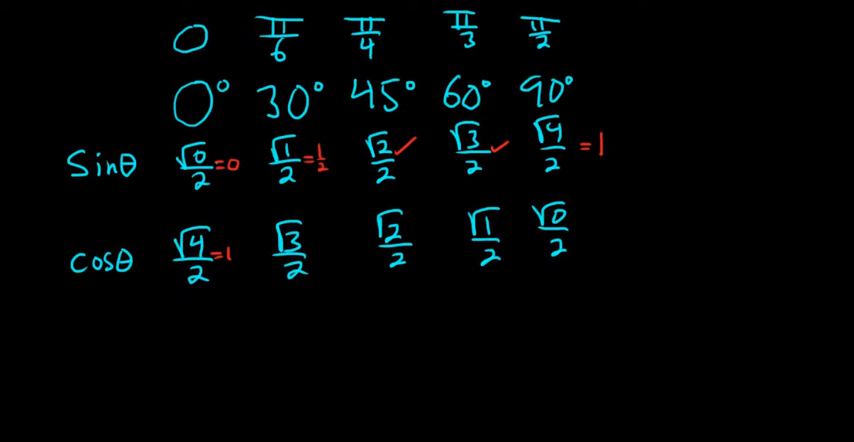 0 π/6 π/4 π/3 π/2
0° 30° 45° 60° 90°
Sinθ √0/2 =0 √1/2 =1/2 √2/2 ✓ √3/2 ✓ √4/2 = 1
cosθ √4/2 =1 √3/2 √2/2 √1/2 √0/2